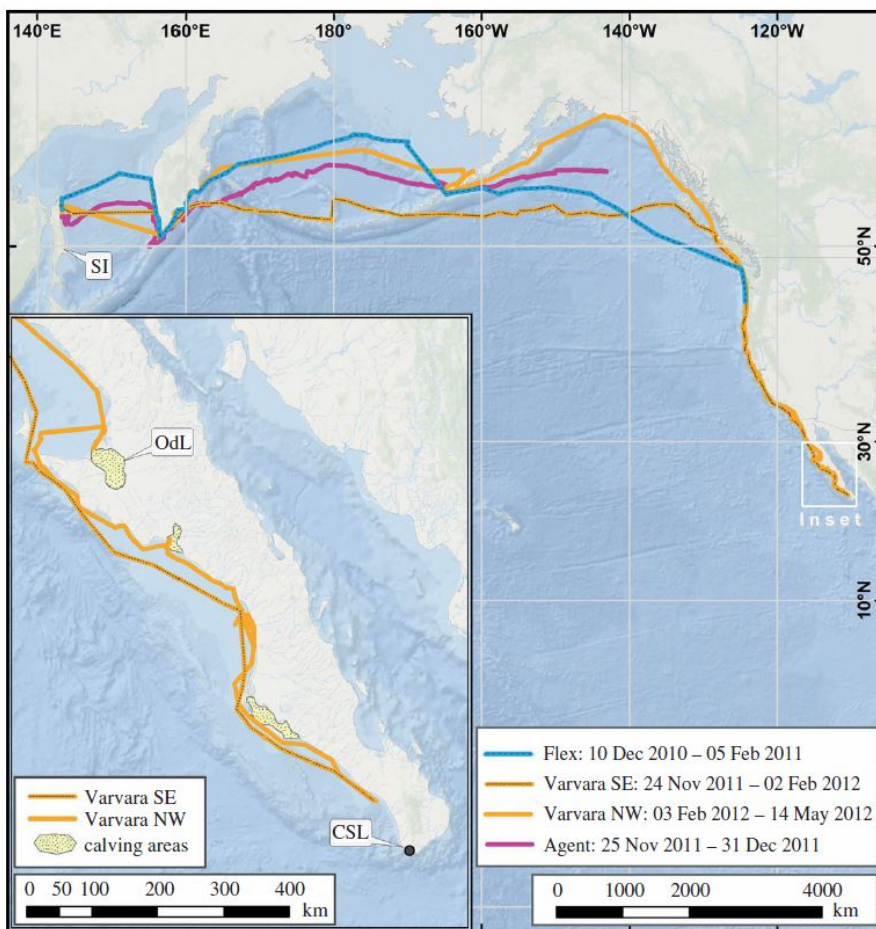 140°E 160°E 180° 160°W 140°W 120°W
50°N
SI
30°N
Inset
10°N
OdL
CSL
Varvara SE
Varvara NW
calving areas
0 50 100 200 300 400
km
Flex: 10 Dec 2010 – 05 Feb 2011
Varvara SE: 24 Nov 2011 – 02 Feb 2012
Varvara NW: 03 Feb 2012 – 14 May 2012
Agent: 25 Nov 2011 – 31 Dec 2011
0 1000 2000 4000
km